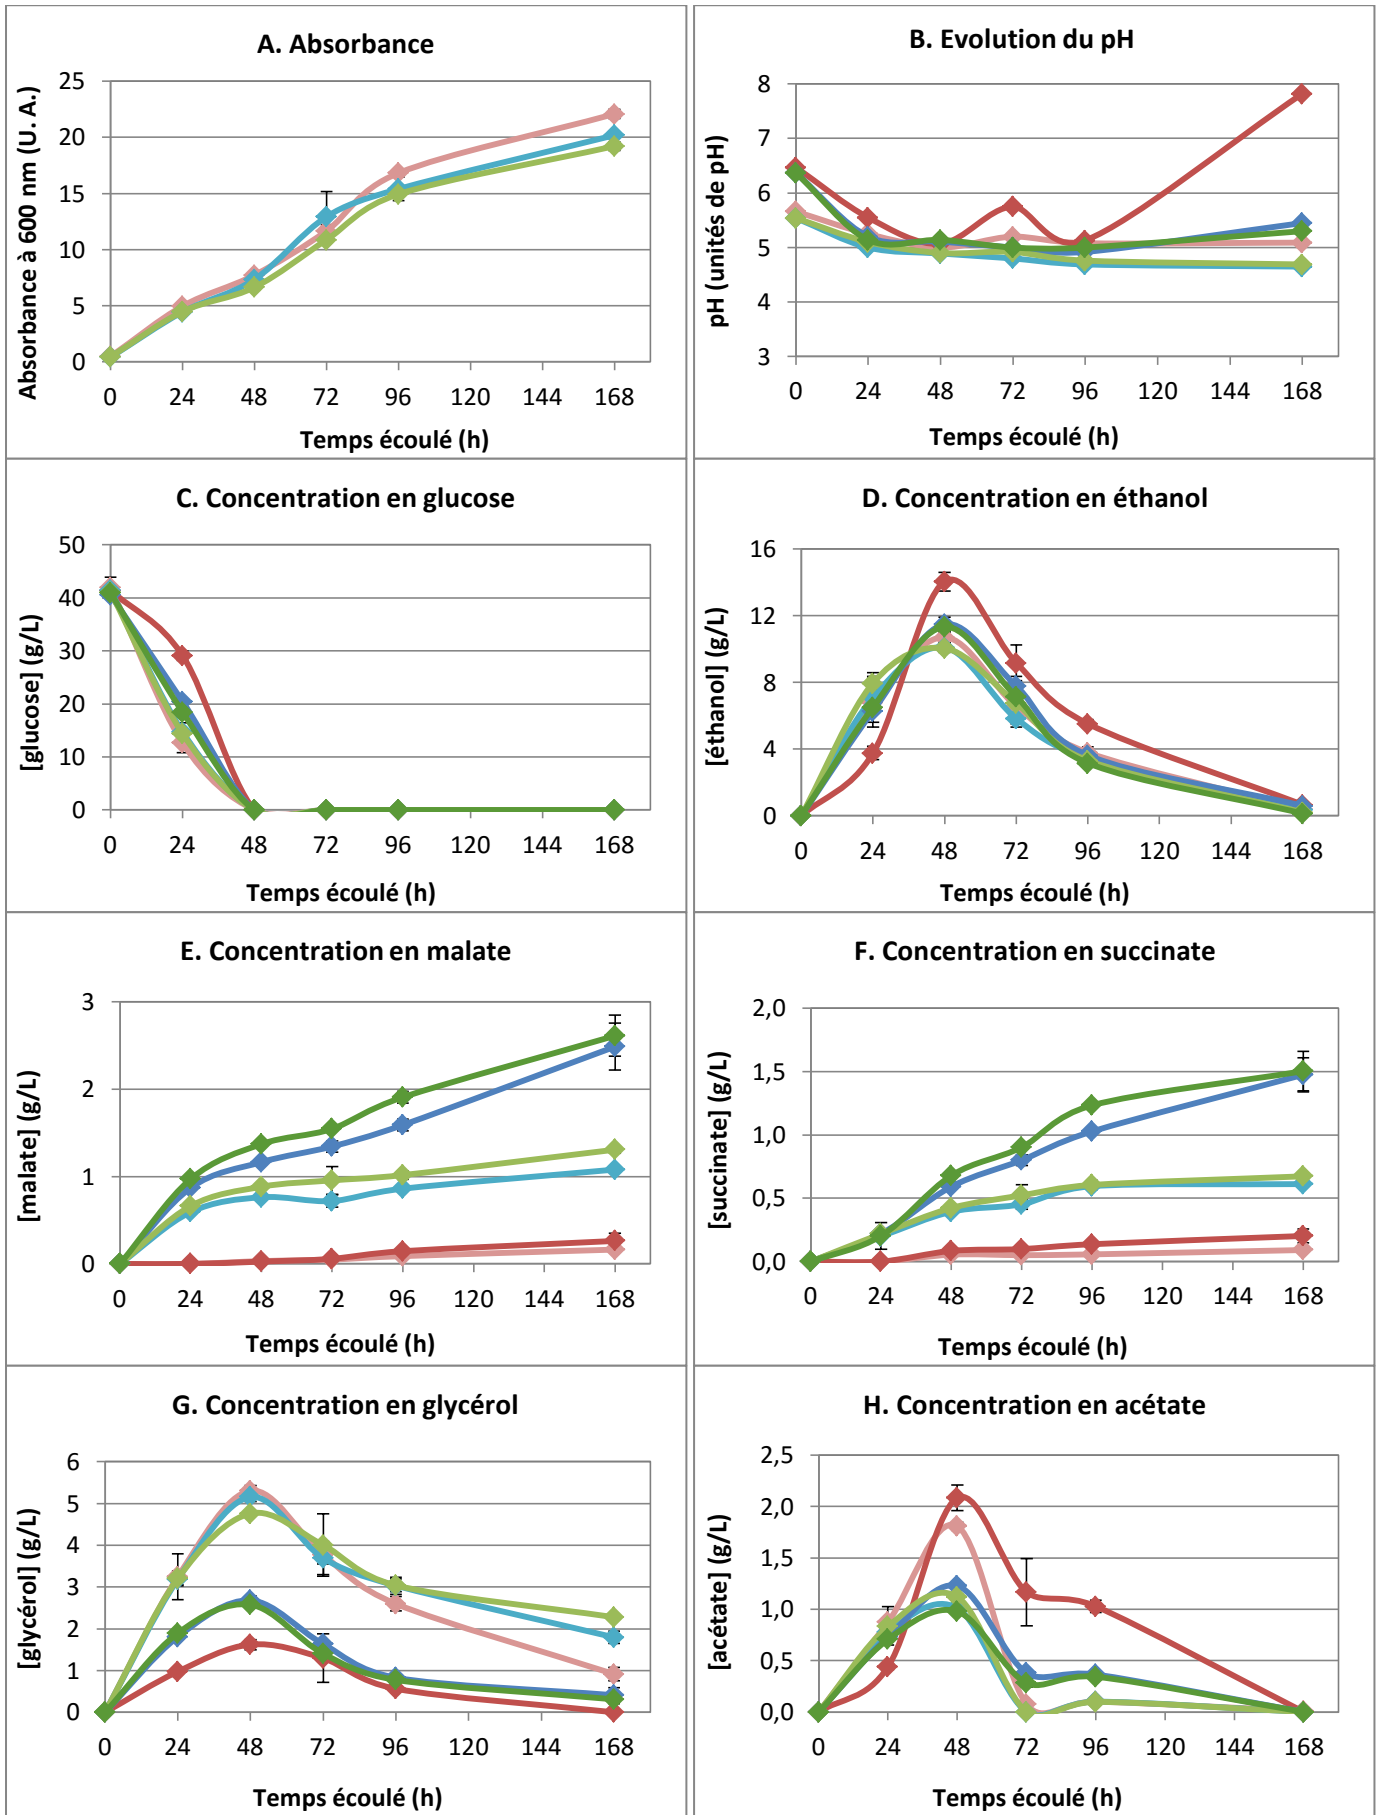 A. Absorbance
Absorbance à 600 nm (U. A.)
25
20
15
10
5
0
0 24 48 72 96 120 144 168
Temps écoulé (h)
B. Evolution du pH
pH (unités de pH)
8
7
6
5
4
3
0 24 48 72 96 120 144 168
Temps écoulé (h)
C. Concentration en glucose
[glucose] (g/L)
50
40
30
20
10
0
0 24 48 72 96 120 144 168
Temps écoulé (h)
D. Concentration en éthanol
[éthanol] (g/L)
16
12
8
4
0
0 24 48 72 96 120 144 168
Temps écoulé (h)
E. Concentration en malate
[malate] (g/L)
3
2
1
0
0 24 48 72 96 120 144 168
Temps écoulé (h)
F. Concentration en succinate
[succinate] (g/L)
2,0
1,5
1,0
0,5
0,0
0 24 48 72 96 120 144 168
Temps écoulé (h)
G. Concentration en glycérol
[glycérol] (g/L)
6
5
4
3
2
1
0
0 24 48 72 96 120 144 168
Temps écoulé (h)
H. Concentration en acétate
[acétate] (g/L)
2,5
2,0
1,5
1,0
0,5
0,0
0 24 48 72 96 120 144 168
Temps écoulé (h)